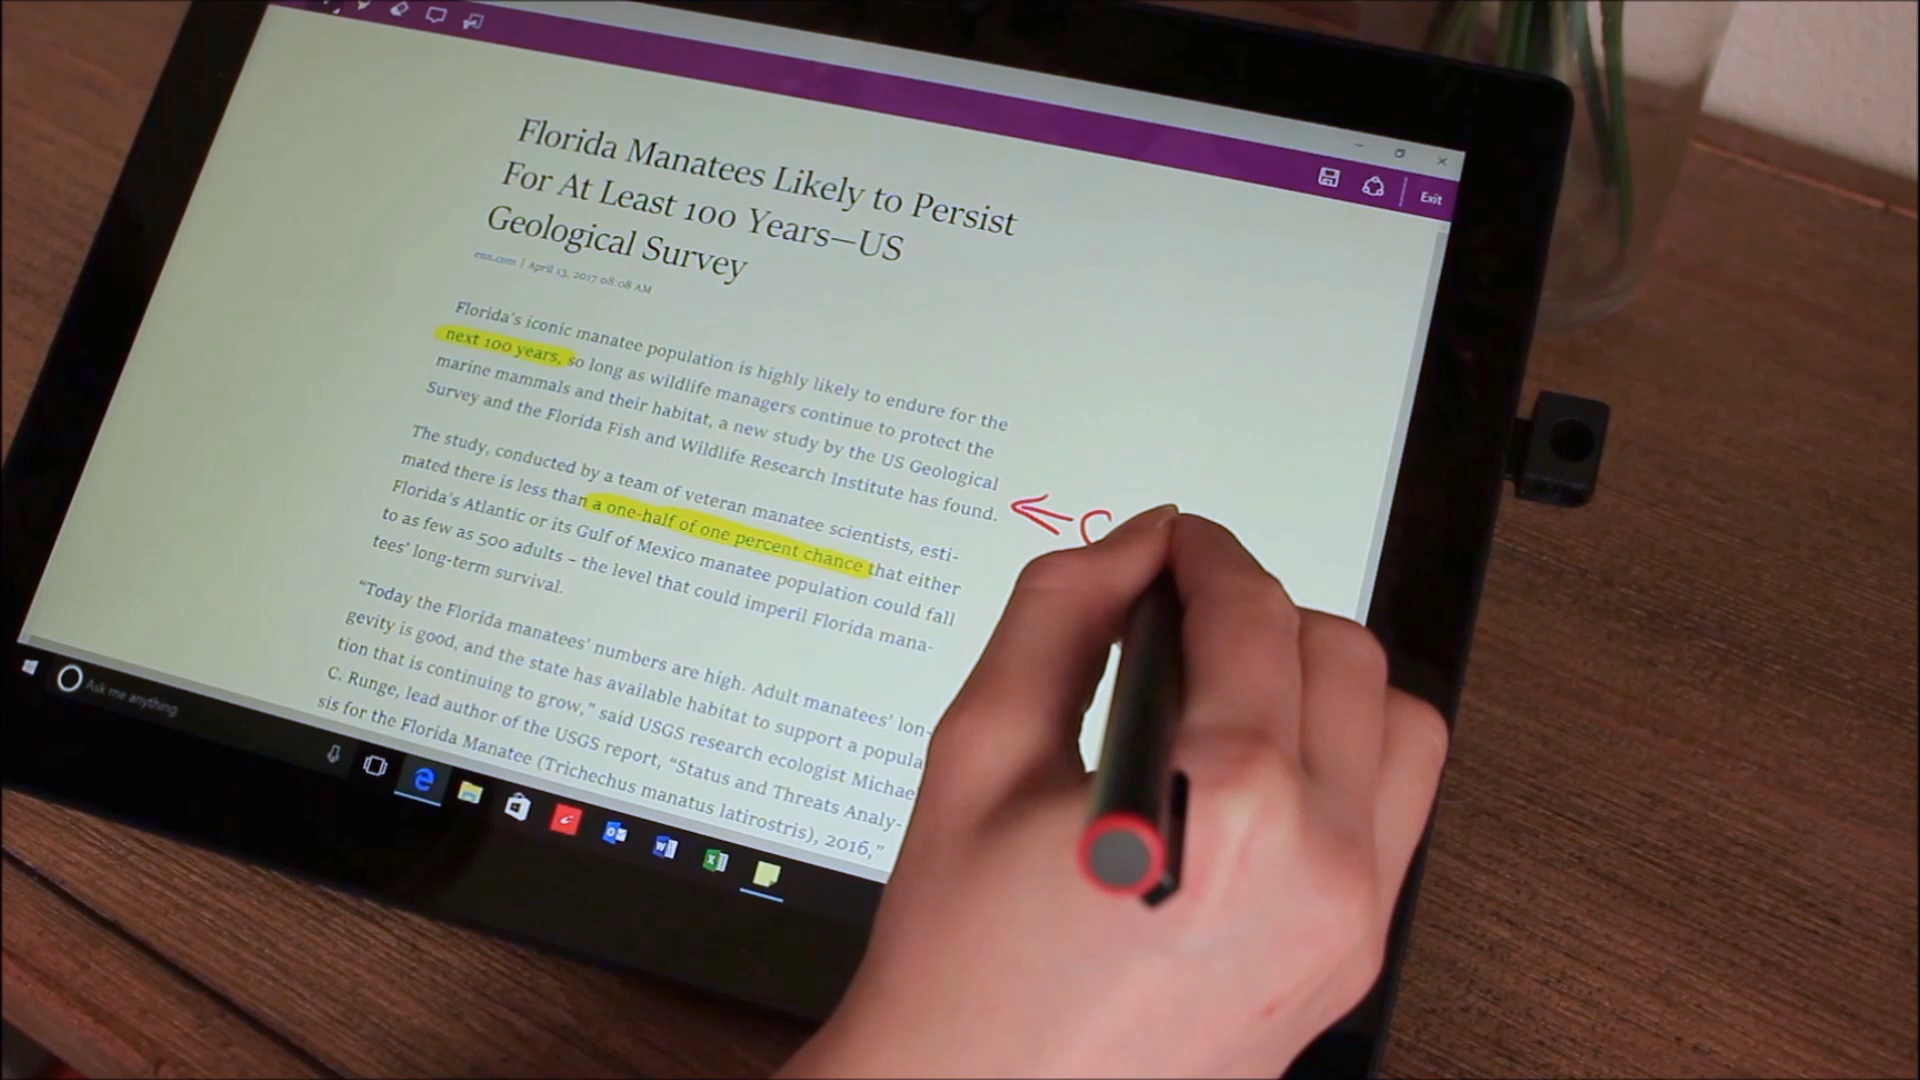 Exit
Florida Manatees Likely to Persist
For At Least 100 Years—US
Geological Survey
enn.com | April 13, 2017 08:08 AM
Florida's iconic manatee population is highly likely to endure for the
next 100 years, so long as wildlife managers continue to protect the
marine mammals and their habitat, a new study by the US Geological
Survey and the Florida Fish and Wildlife Research Institute has found.
The study, conducted by a team of veteran manatee scientists, esti-
mated there is less than a one-half of one percent chance that either
Florida's Atlantic or its Gulf of Mexico manatee population could fall
to as few as 500 adults – the level that could imperil Florida mana-
tees' long-term survival.
"Today the Florida manatees' numbers are high. Adult manatees' lon-
gevity is good, and the state has available habitat to support a popula
tion that is continuing to grow," said USGS research ecologist Michae
C. Runge, lead author of the USGS report, "Status and Threats Analy-
sis for the Florida Manatee (Trichechus manatus latirostris), 2016,"
Ask me anything